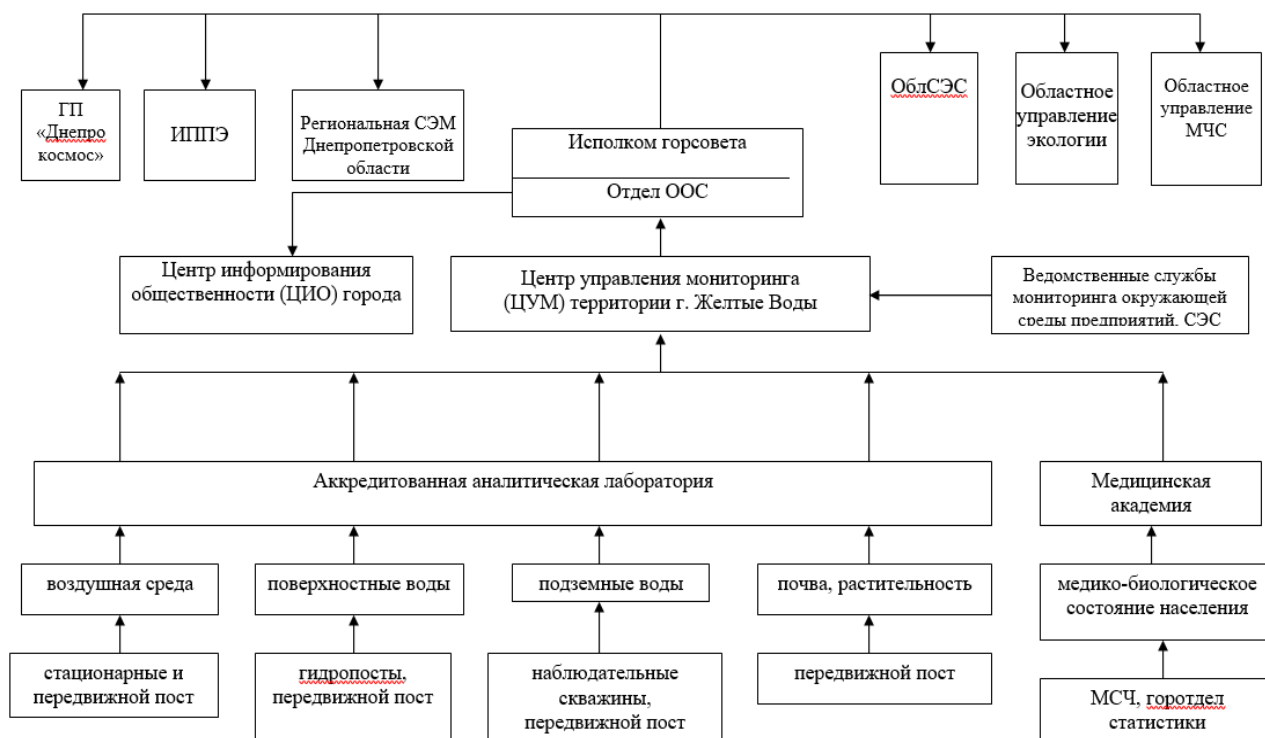 ГП
«Днепро
космос»
ИППЭ
Региональная СЭМ
Днепропетровской
области
Исполком горсовета
Отдел ООС
ОблСЭС
Областное
управление
экологии
Областное
управление
МЧС
Центр информирования
общественности (ЦИО) города
Центр управления мониторинга
(ЦУМ) территории г. Желтые Воды
Ведомственные службы
мониторинга окружающей
среды предприятий, СЭС
Аккредитованная аналитическая лаборатория
Медицинская
академия
воздушная среда
поверхностные воды
подземные воды
почва, растительность
медико-биологическое
состояние населения
стационарные и
передвижной пост
гидропосты,
передвижной пост
наблюдательные
скважины,
передвижной пост
передвижной пост
МСЧ, горотдел
статистики